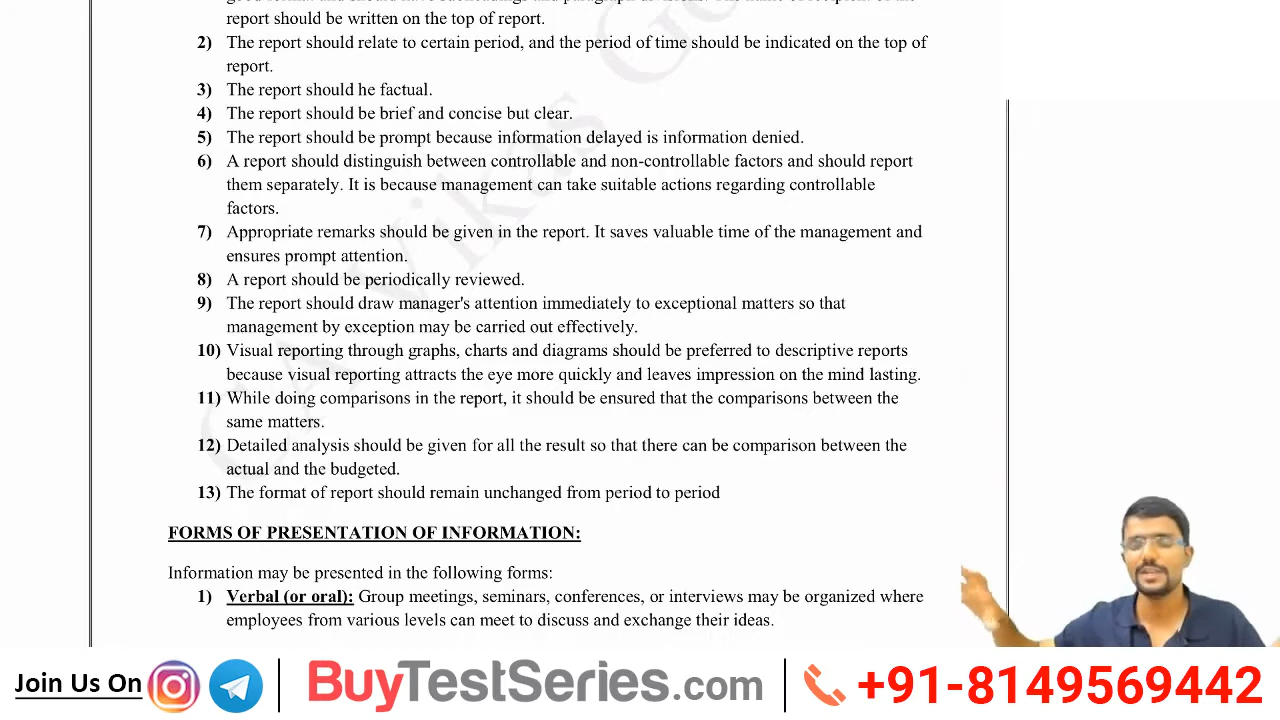 report should be written on the top of report.
2) The report should relate to certain period, and the period of time should be indicated on the top of
report.
3) The report should he factual.
4) The report should be brief and concise but clear.
5) The report should be prompt because information delayed is information denied.
6) A report should distinguish between controllable and non-controllable factors and should report
them separately. It is because management can take suitable actions regarding controllable
factors.
7) Appropriate remarks should be given in the report. It saves valuable time of the management and
ensures prompt attention.
8) A report should be periodically reviewed.
9) The report should draw manager's attention immediately to exceptional matters so that
management by exception may be carried out effectively.
10) Visual reporting through graphs, charts and diagrams should be preferred to descriptive reports
because visual reporting attracts the eye more quickly and leaves impression on the mind lasting.
11) While doing comparisons in the report, it should be ensured that the comparisons between the
same matters.
12) Detailed analysis should be given for all the result so that there can be comparison between the
actual and the budgeted.
13) The format of report should remain unchanged from period to period
FORMS OF PRESENTATION OF INFORMATION:
Information may be presented in the following forms:
1) Verbal (or oral): Group meetings, seminars, conferences, or interviews may be organized where
employees from various levels can meet to discuss and exchange their ideas.
Join Us On
BuyTestSeries.com
+91-8149569442